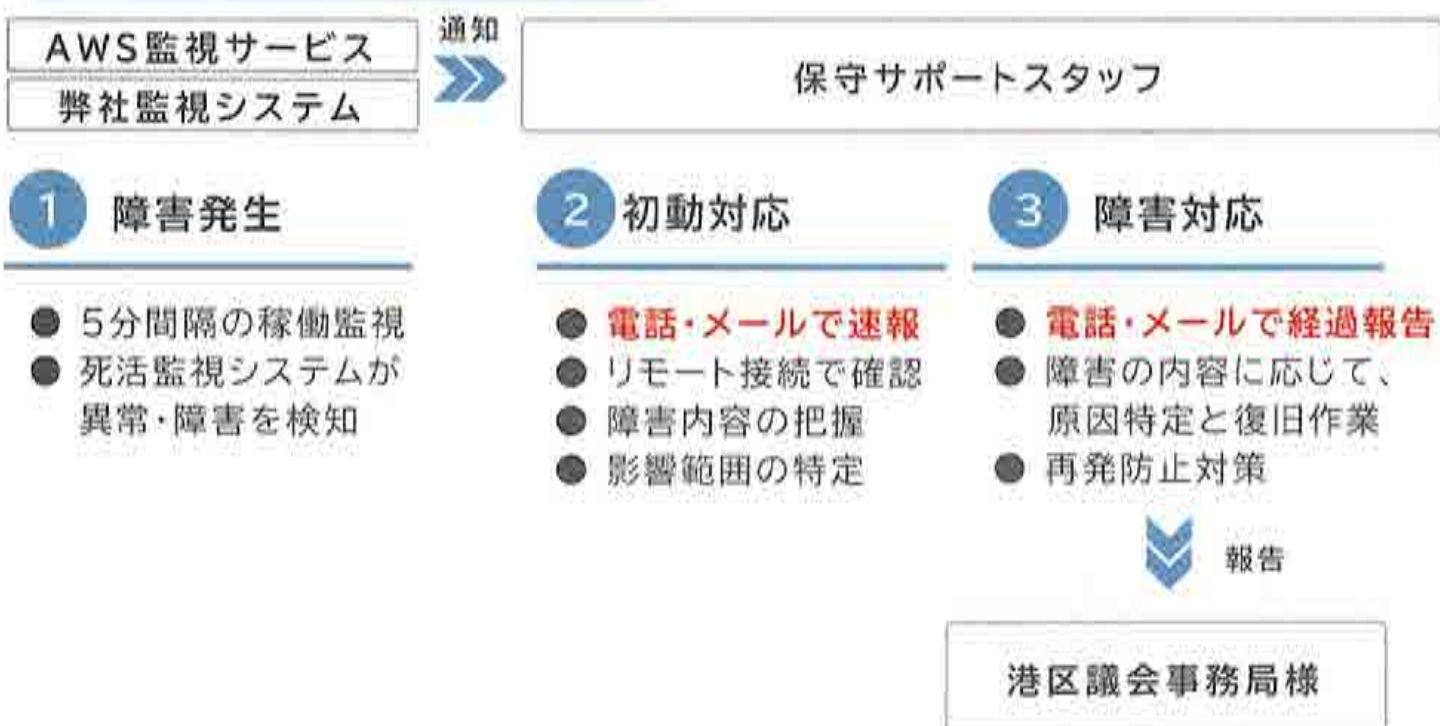 AWS監視サービス
弊社監視システム
通知
保守サポートスタッフ
1 障害発生
● 5分間隔の稼働監視
● 死活監視システムが
異常・障害を検知
2 初動対応
● 電話・メールで速報
● リモート接続で確認
● 障害内容の把握
● 影響範囲の特定
3 障害対応
● 電話・メールで経過報告
● 障害の内容に応じて、
原因特定と復旧作業
● 再発防止対策
報告
港区議会事務局様